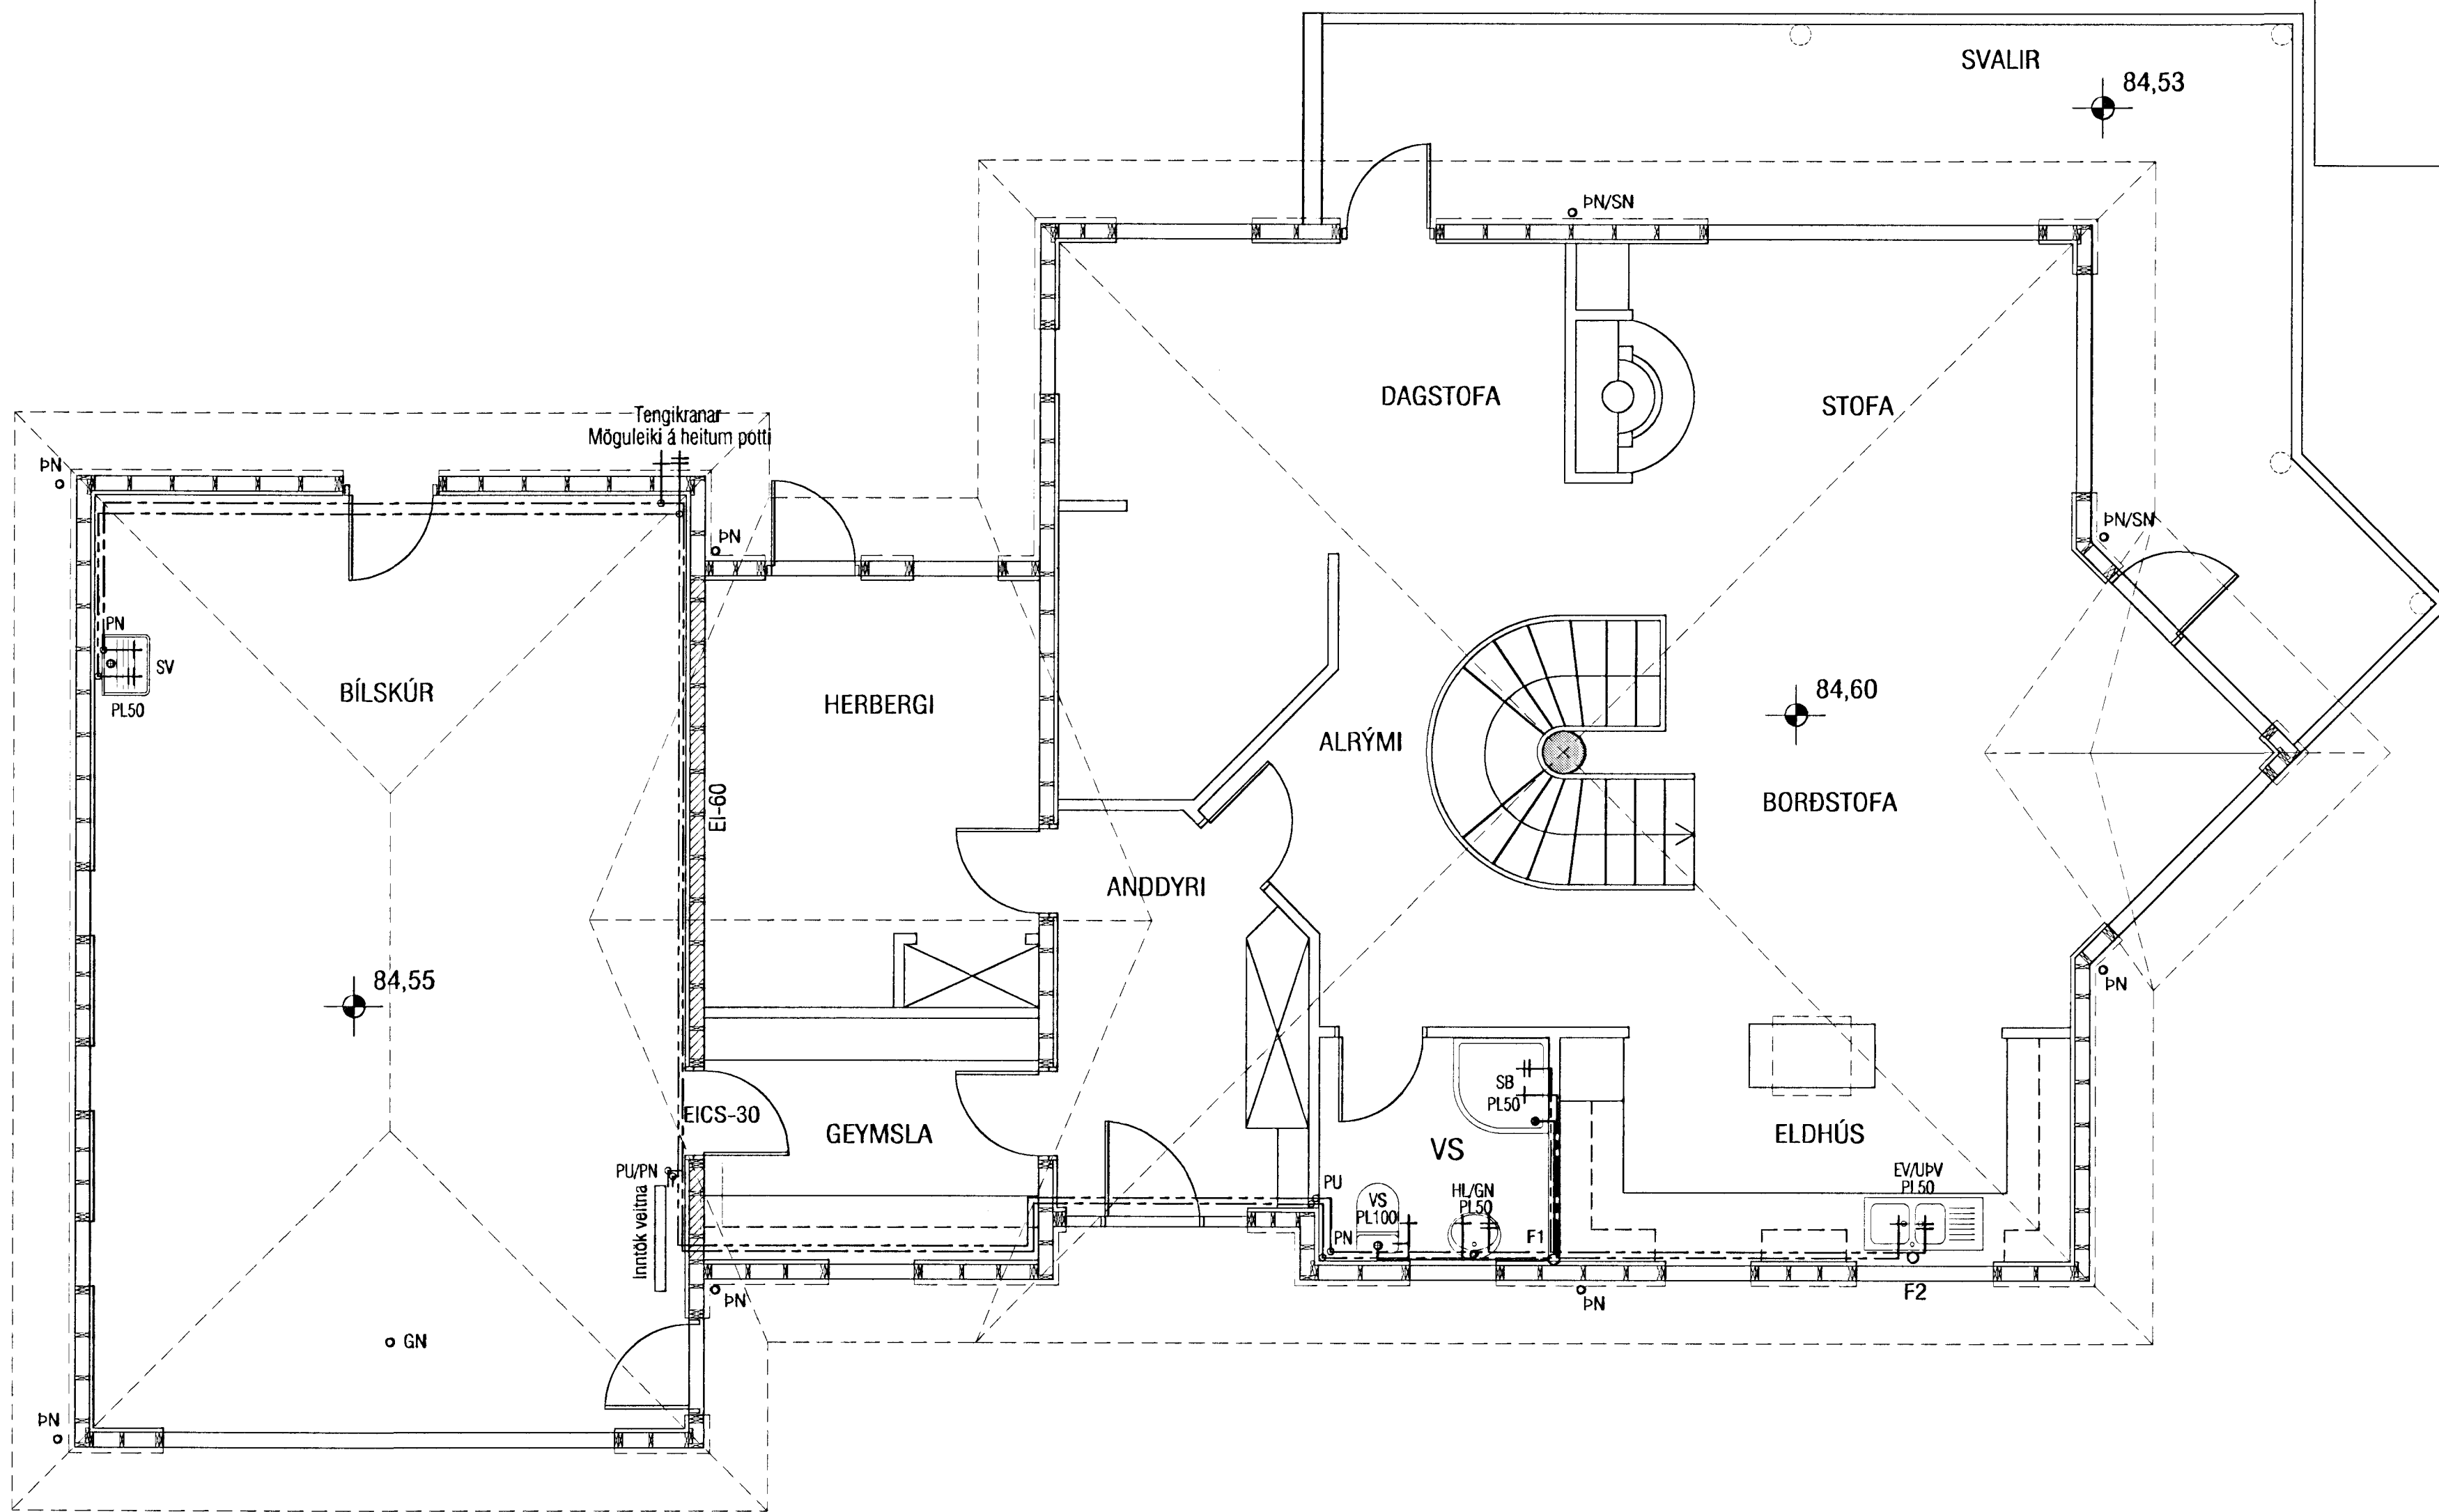 SVALIR
84,53
ÞN/SN
DAGSTOFA
STOFA
Tengikranar
Möguleiki á heitum potti
ÞN
ÞN
ÞN/SN
PN
SV
PL50
BÍLSKÚR
HERBERGI
84,60
ALRÝMI
EI-60
BORÐSTOFA
ANDDYRI
84,55
ÞN
SB
PL50
EICS-30
GEYMSLA
VS
ELDHÚS
PU/PN
EV/UÞV
PL50
PU
VS
PL100
HL/GN
PL50
Inntök veitna
PN
F1
ÞN
ÞN
F2
GN
ÞN